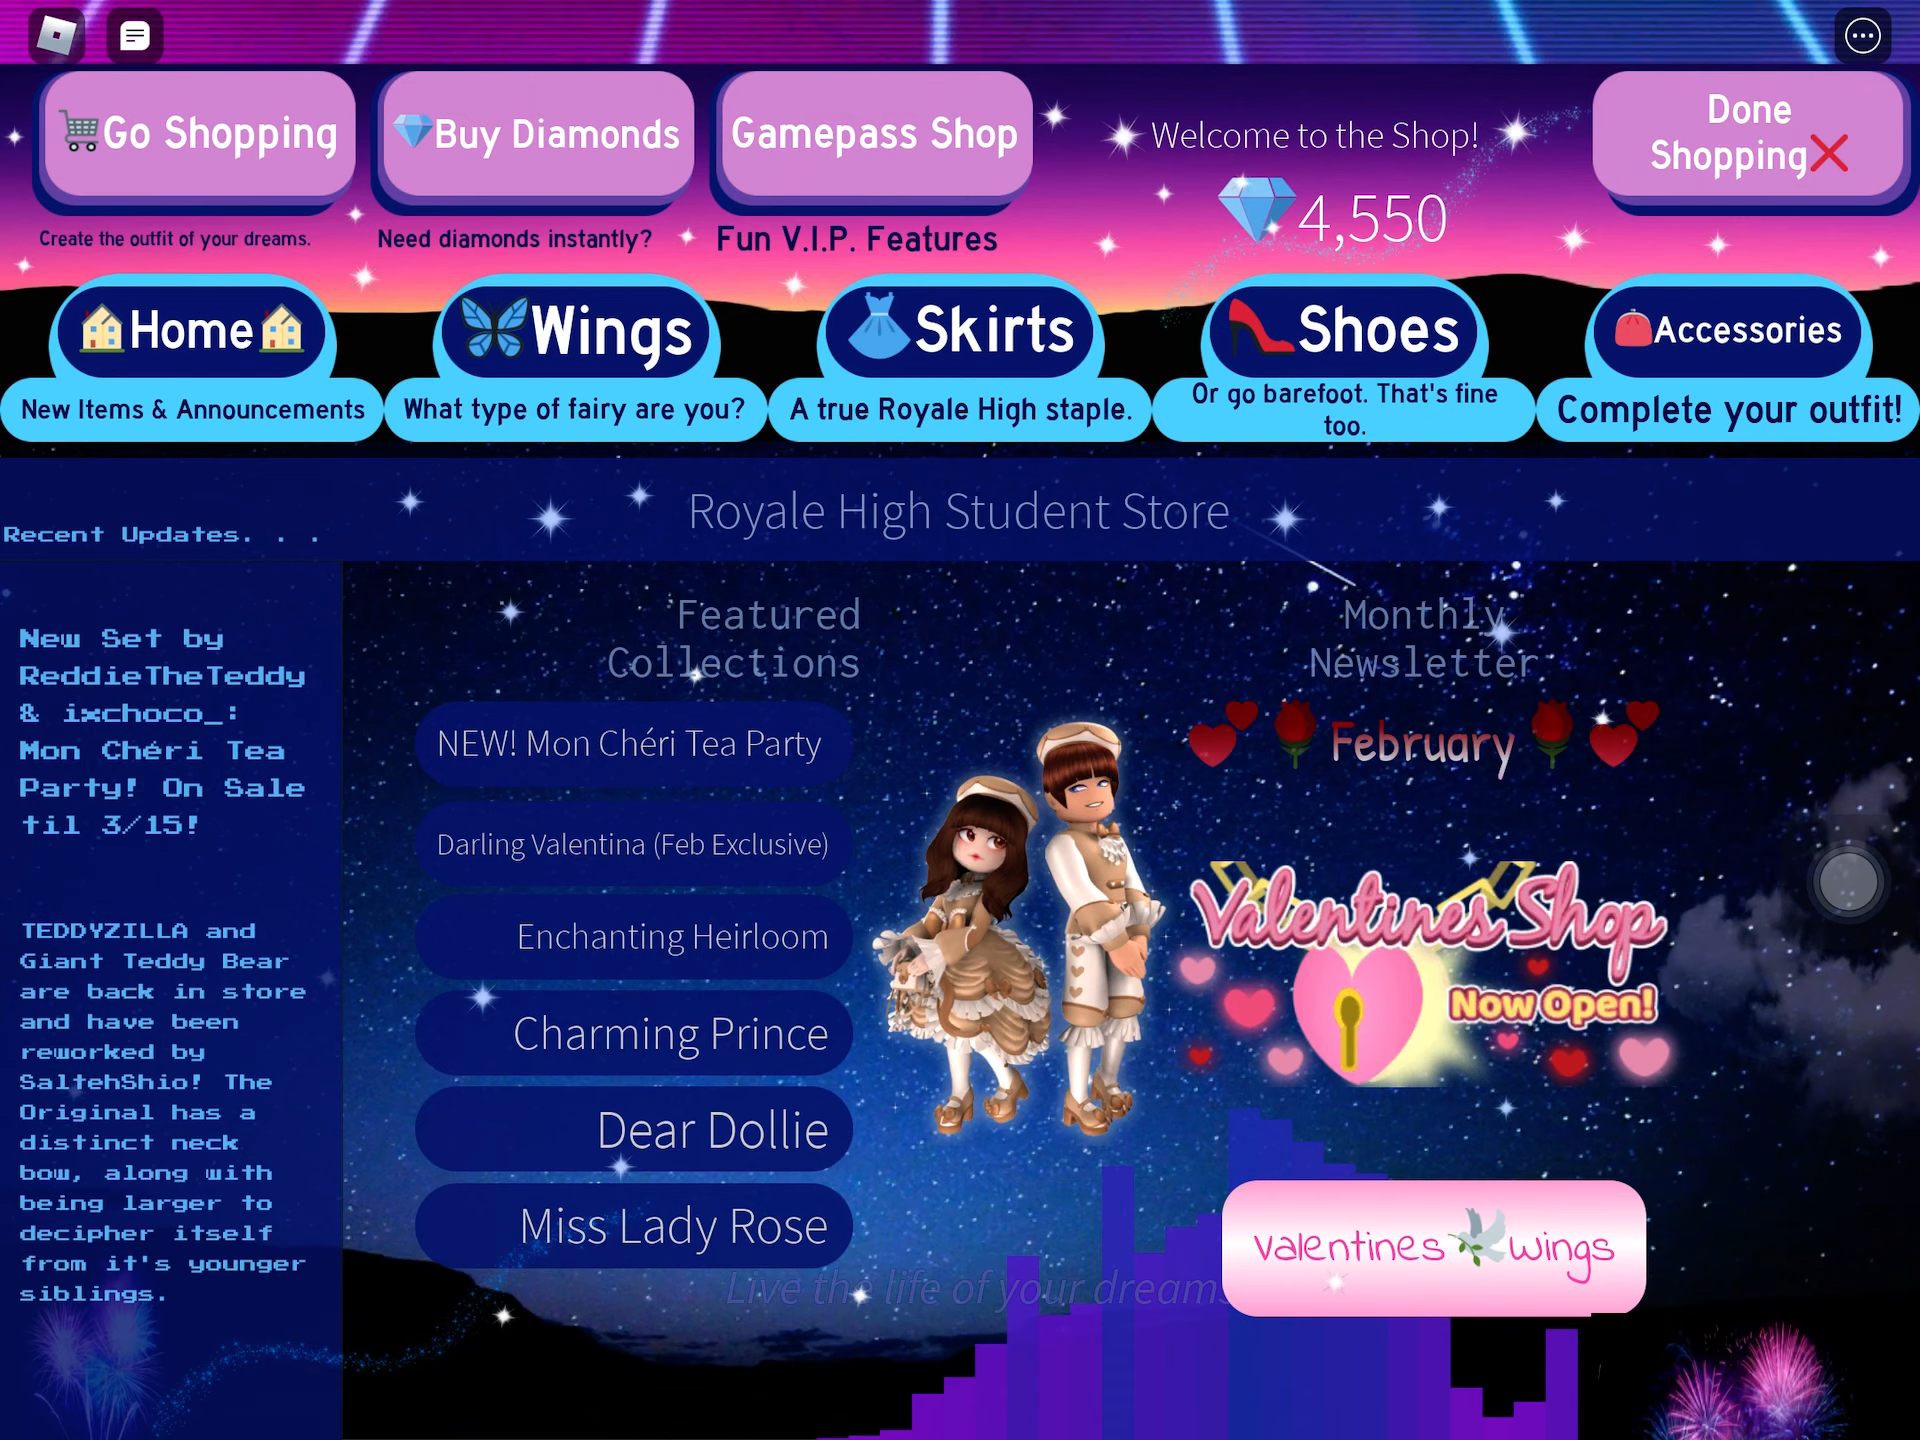 Go Shopping
Buy Diamonds
Gamepass Shop
Welcome to the Shop!
Done
Shopping
4,550
Create the outfit of your dreams.
Need diamonds instantly?
Fun V.I.P. Features
Home
Wings
Skirts
Shoes
Accessories
New Items & Announcements
What type of fairy are you?
A true Royale High staple.
Or go barefoot. That's fine
too.
Complete your outfit!
Royale High Student Store
Recent Updates. . .
New Set by
ReddieTheTeddy
& ixchoco_:
Mon Chéri Tea
Party! On Sale
til 3/15!
TEDDYZILLA and
Giant Teddy Bear
are back in store
and have been
reworked by
SaltehShio! The
Original has a
distinct neck
bow, along with
being larger to
decipher itself
from it's younger
siblings.
Featured
Collections
NEW! Mon Chéri Tea Party
Darling Valentina (Feb Exclusive)
Enchanting Heirloom
Charming Prince
Dear Dollie
Miss Lady Rose
Monthly
Newsletter
February
Valentines Shop
Now Open!
Valentines Wings
Live the life of your dreams